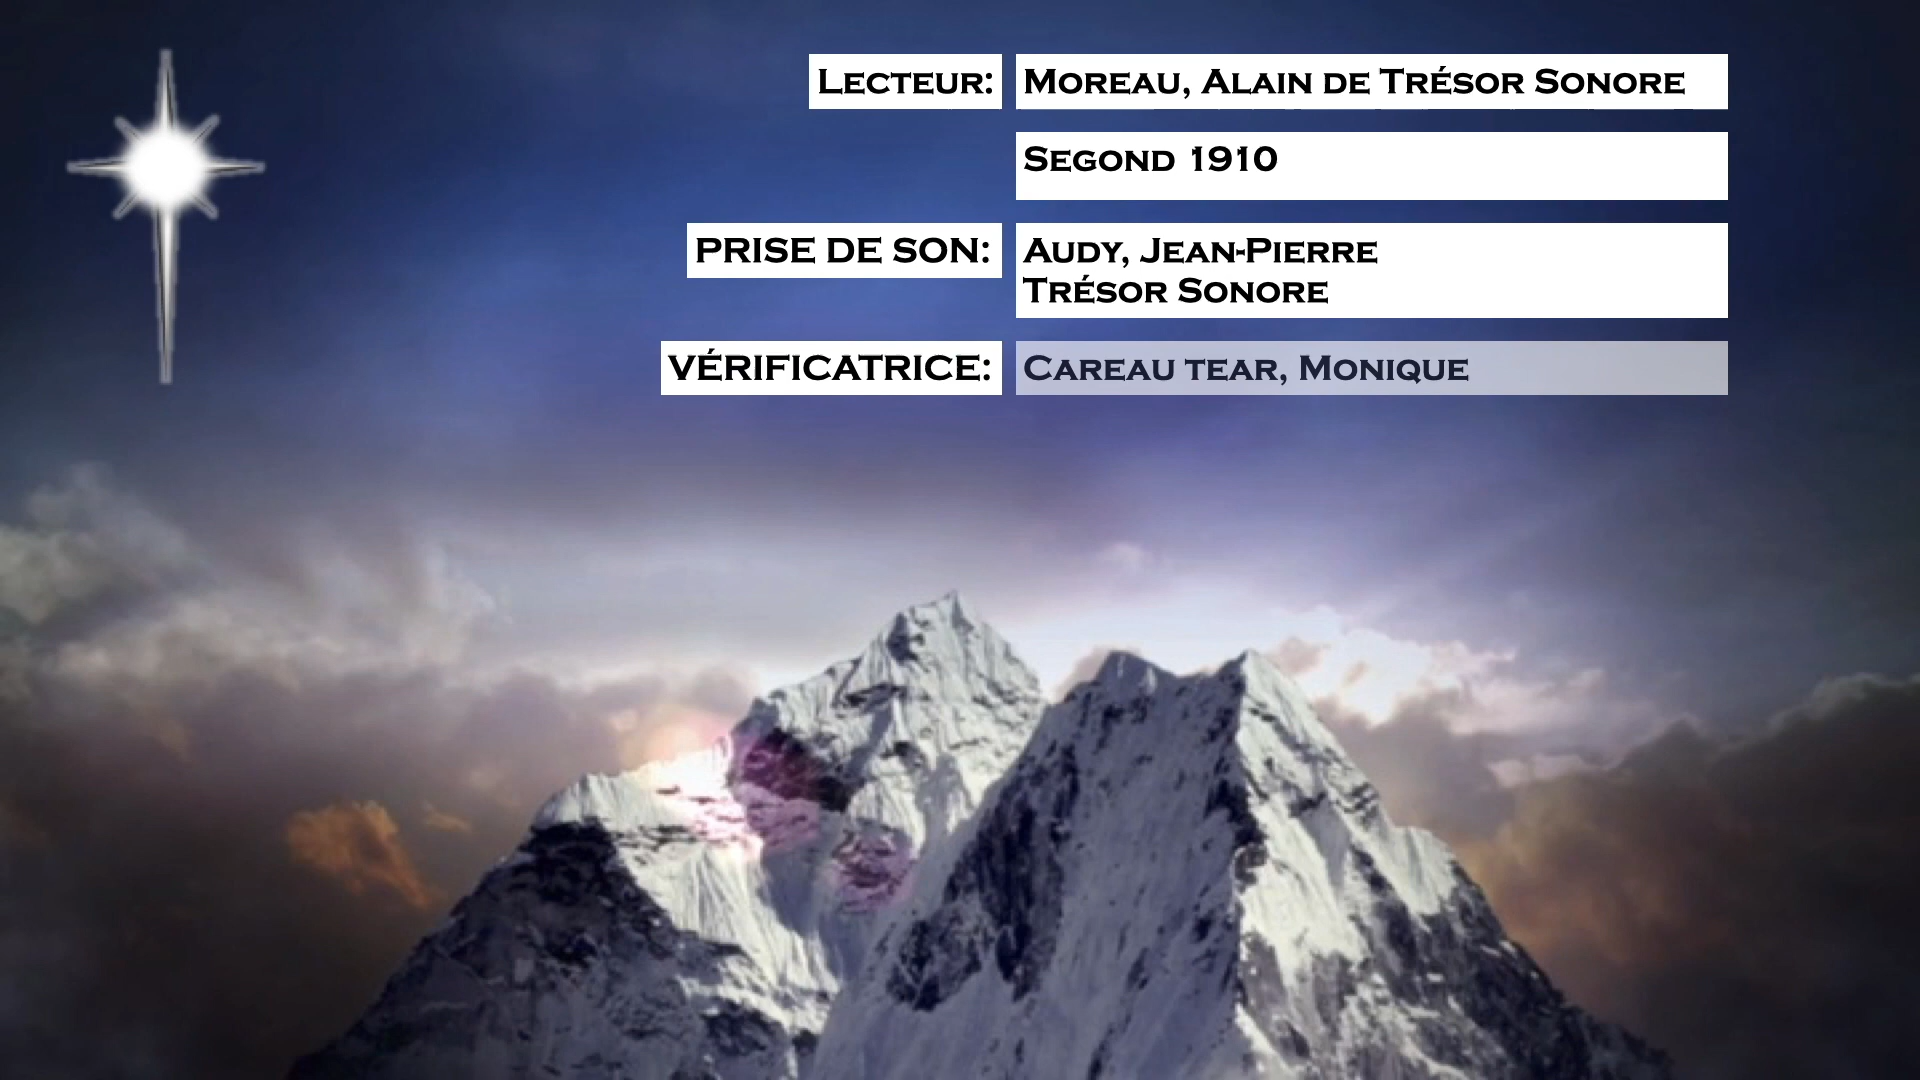 Lecteur: Moreau, Alain de Trésor Sonore
Segond 1910
PRISE DE SON: Audy, Jean-Pierre
Trésor Sonore
VÉRIFICATRICE: Careau tear, Monique